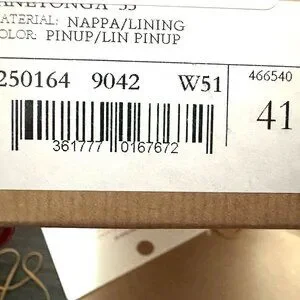 MATERIAL: NAPPA/LINING
COLOR: PINUP/LIN PINUP
250164 9042 W51
466540
41
361777 0167672